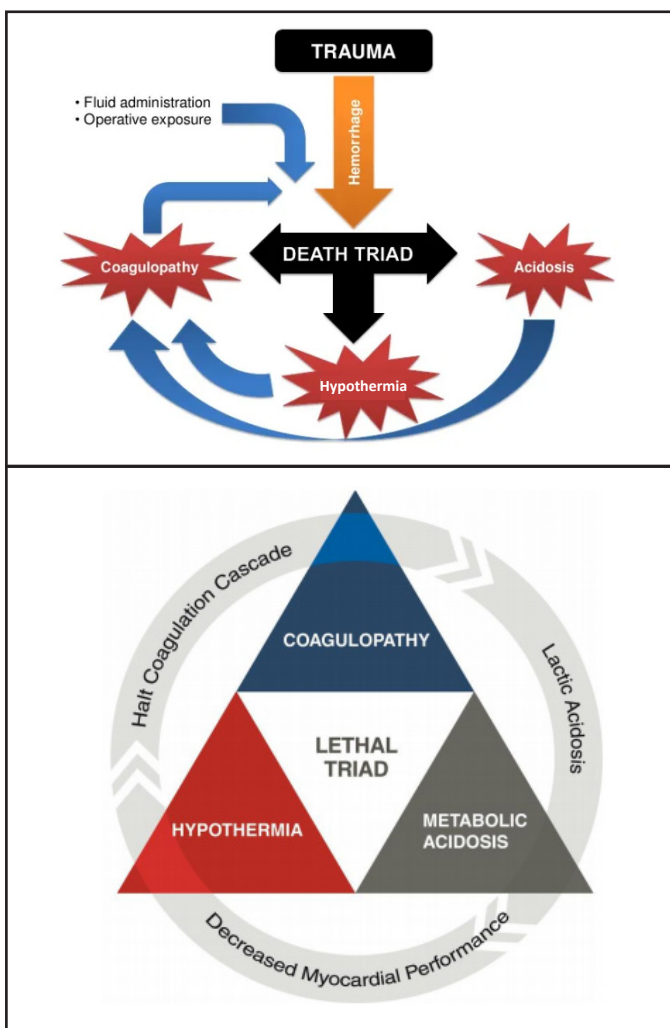 TRAUMA
• Fluid administration
• Operative exposure
Hemorrhage
DEATH TRIAD
Coagulopathy
Acidosis
Hypothermia
Halt Coagulation Cascade
COAGULOPATHY
Lactic Acidosis
LETHAL
TRIAD
HYPOTHERMIA
METABOLIC
ACIDOSIS
Decreased Myocardial Performance